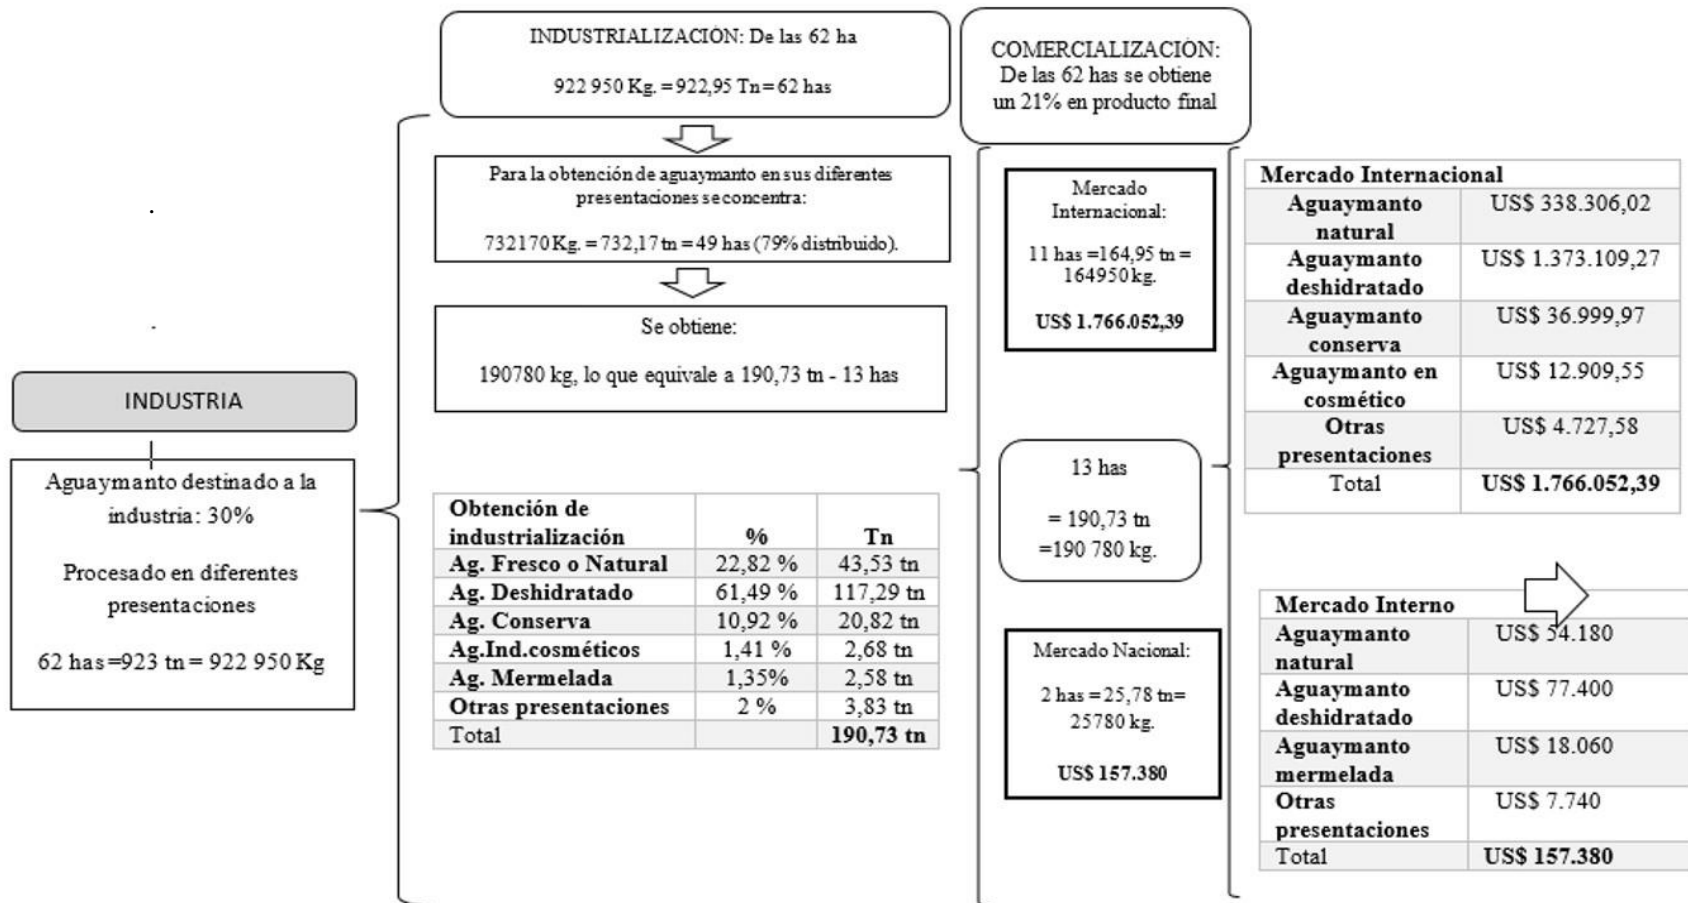 INDUSTRIA
Aguaymanto destinado a la
industria: 30%
Procesado en diferentes
presentaciones
62 has =923 tn = 922 950 Kg
INDUSTRIALIZACIÓN: De las 62 ha
922 950 Kg. = 922,95 Tn = 62 has
Para la obtención de aguaymanto en sus diferentes
presentaciones se concentra:
732170 Kg. = 732,17 tn = 49 has (79% distribuido).
Se obtiene:
190780 kg, lo que equivale a 190,73 tn - 13 has
Obtención de
industrialización % Tn
Ag. Fresco o Natural 22,82 % 43,53 tn
Ag. Deshidratado 61,49 % 117,29 tn
Ag. Conserva 10,92 % 20,82 tn
Ag.Ind.cosméticos 1,41 % 2,68 tn
Ag. Mermelada 1,35% 2,58 tn
Otras presentaciones 2 % 3,83 tn
Total 190,73 tn
COMERCIALIZACIÓN:
De las 62 has se obtiene
un 21% en producto final
Mercado
Internacional:
11 has =164,95 tn =
164950 kg.
US$ 1.766.052,39
13 has
= 190,73 tn
=190 780 kg.
Mercado Nacional:
2 has = 25,78 tn=
25780 kg.
US$ 157.380
Mercado Internacional
Aguaymanto US$ 338.306,02
natural
Aguaymanto US$ 1.373.109,27
deshidratado
Aguaymanto US$ 36.999,97
conserva
Aguaymanto en US$ 12.909,55
cosmético
Otras US$ 4.727,58
presentaciones
Total US$ 1.766.052,39
Mercado Interno
Aguaymanto US$ 54.180
natural
Aguaymanto US$ 77.400
deshidratado
Aguaymanto US$ 18.060
mermelada
Otras US$ 7.740
presentaciones
Total US$ 157.380